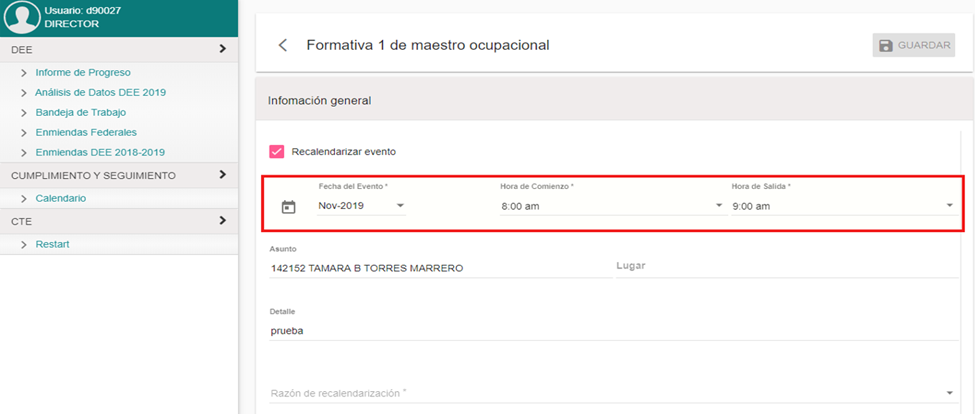 Usuario: d90027
DIRECTOR
DEE
Informe de Progreso
Análisis de Datos DEE 2019
Bandeja de Trabajo
Enmiendas Federales
Enmiendas DEE 2018-2019
CUMPLIMIENTO Y SEGUIMIENTO
Calendario
CTE
Restart
Formativa 1 de maestro ocupacional
GUARDAR
Infomación general
Recalendarizar evento
Fecha del Evento * Hora de Comienzo * Hora de Salida *
Nov-2019 8:00 am 9:00 am
Asunto
142152 TAMARA B TORRES MARRERO Lugar
Detalle
prueba
Razón de recalendarización *